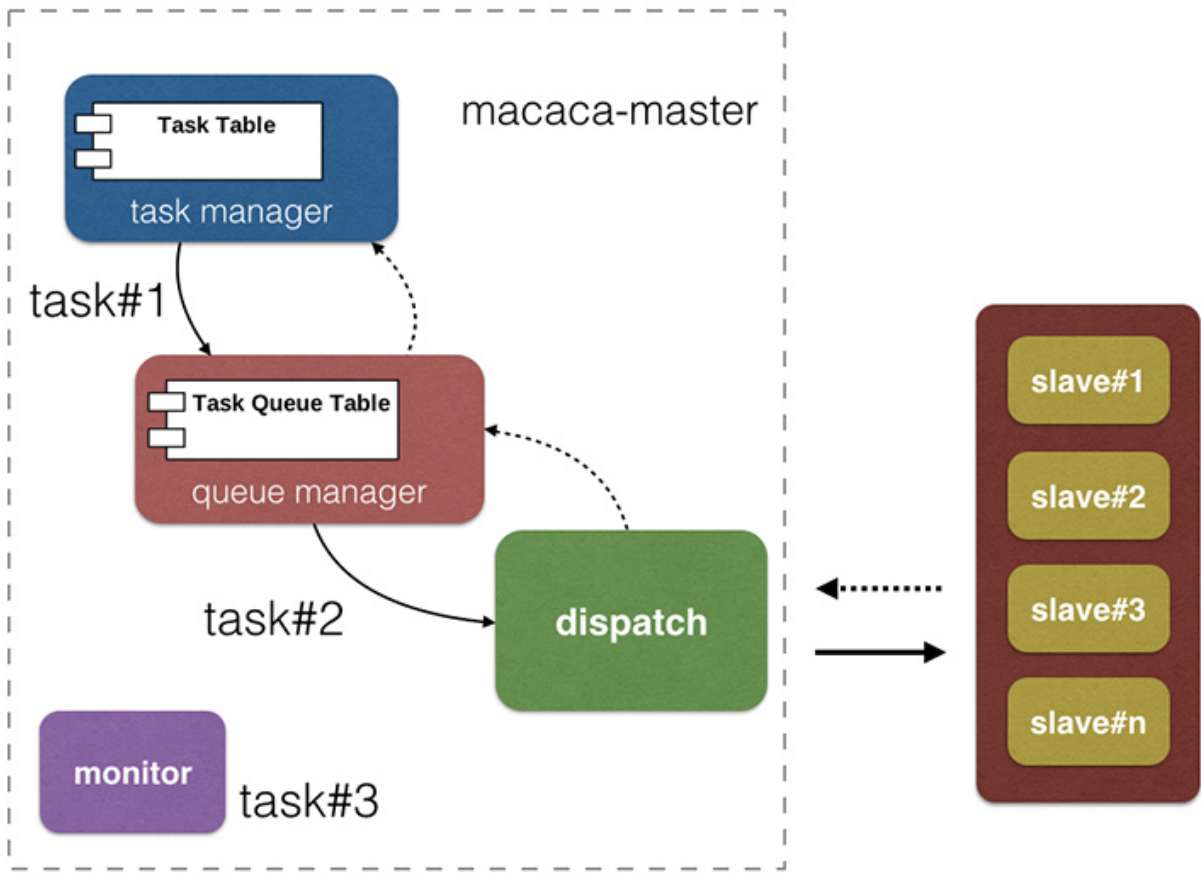 macaca-master
Task Table
task manager
task#1
Task Queue Table
queue manager
task#2
dispatch
monitor
task#3
slave#1
slave#2
slave#3
slave#n